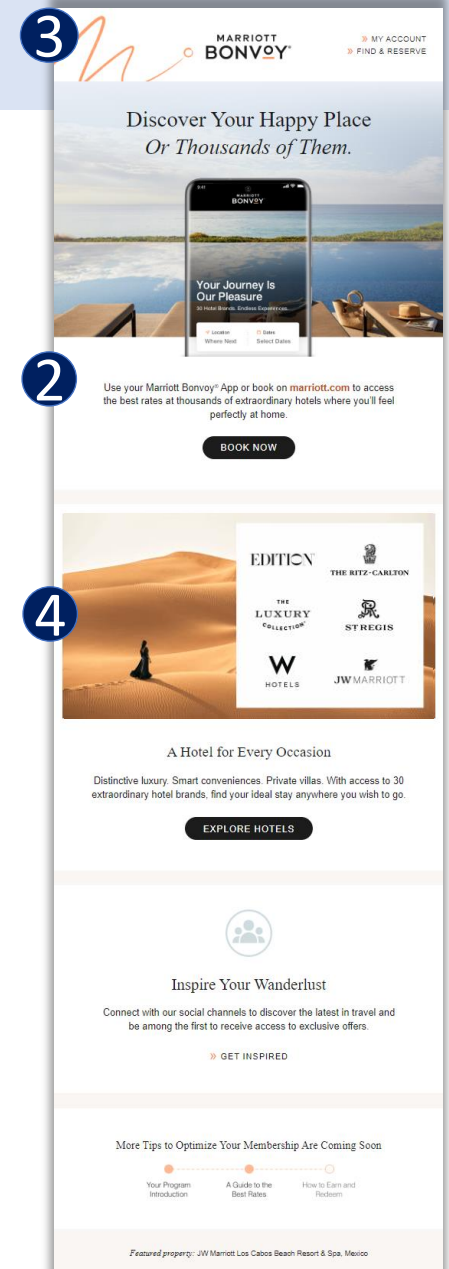 3
MARRIOTT
BONVOY®
» MY ACCOUNT
» FIND & RESERVE
Discover Your Happy Place
Or Thousands of Them.
9:41
MARRIOTT
BONVOY
Your Journey Is
Our Pleasure
30 Hotel Brands. Endless Experiences.
Location
Where Next
Dates
Select Dates
2
Use your Marriott Bonvoy® App or book on marriott.com to access
the best rates at thousands of extraordinary hotels where you'll feel
perfectly at home.
BOOK NOW
4
EDITION
THE RITZ-CARLTON
THE
LUXURY
COLLECTION
ST REGIS
W
HOTELS
JW MARRIOTT
A Hotel for Every Occasion
Distinctive luxury. Smart conveniences. Private villas. With access to 30
extraordinary hotel brands, find your ideal stay anywhere you wish to go.
EXPLORE HOTELS
Inspire Your Wanderlust
Connect with our social channels to discover the latest in travel and
be among the first to receive access to exclusive offers.
» GET INSPIRED
More Tips to Optimize Your Membership Are Coming Soon
Your Program
Introduction
A Guide to the
Best Rates
How to Earn and
Redeem
Featured property: JW Marriott Los Cabos Beach Resort & Spa, Mexico